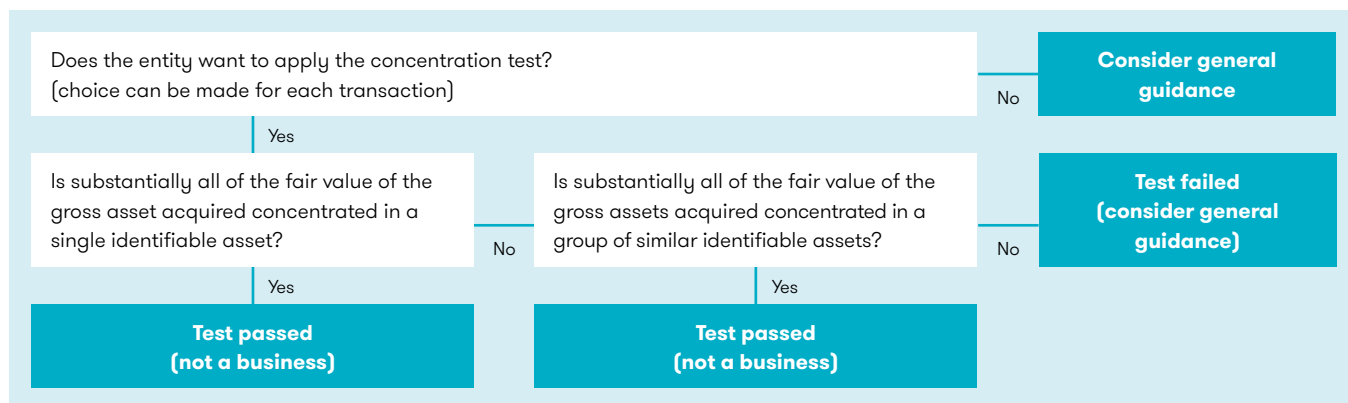 Does the entity want to apply the concentration test?
(choice can be made for each transaction)
No
Consider general
guidance
Yes
Is substantially all of the fair value of the
gross asset acquired concentrated in a
single identifiable asset?
No
Is substantially all of the fair value of the
gross assets acquired concentrated in a
group of similar identifiable assets?
No
Test failed
(consider general
guidance)
Yes
Yes
Test passed
(not a business)
Test passed
(not a business)